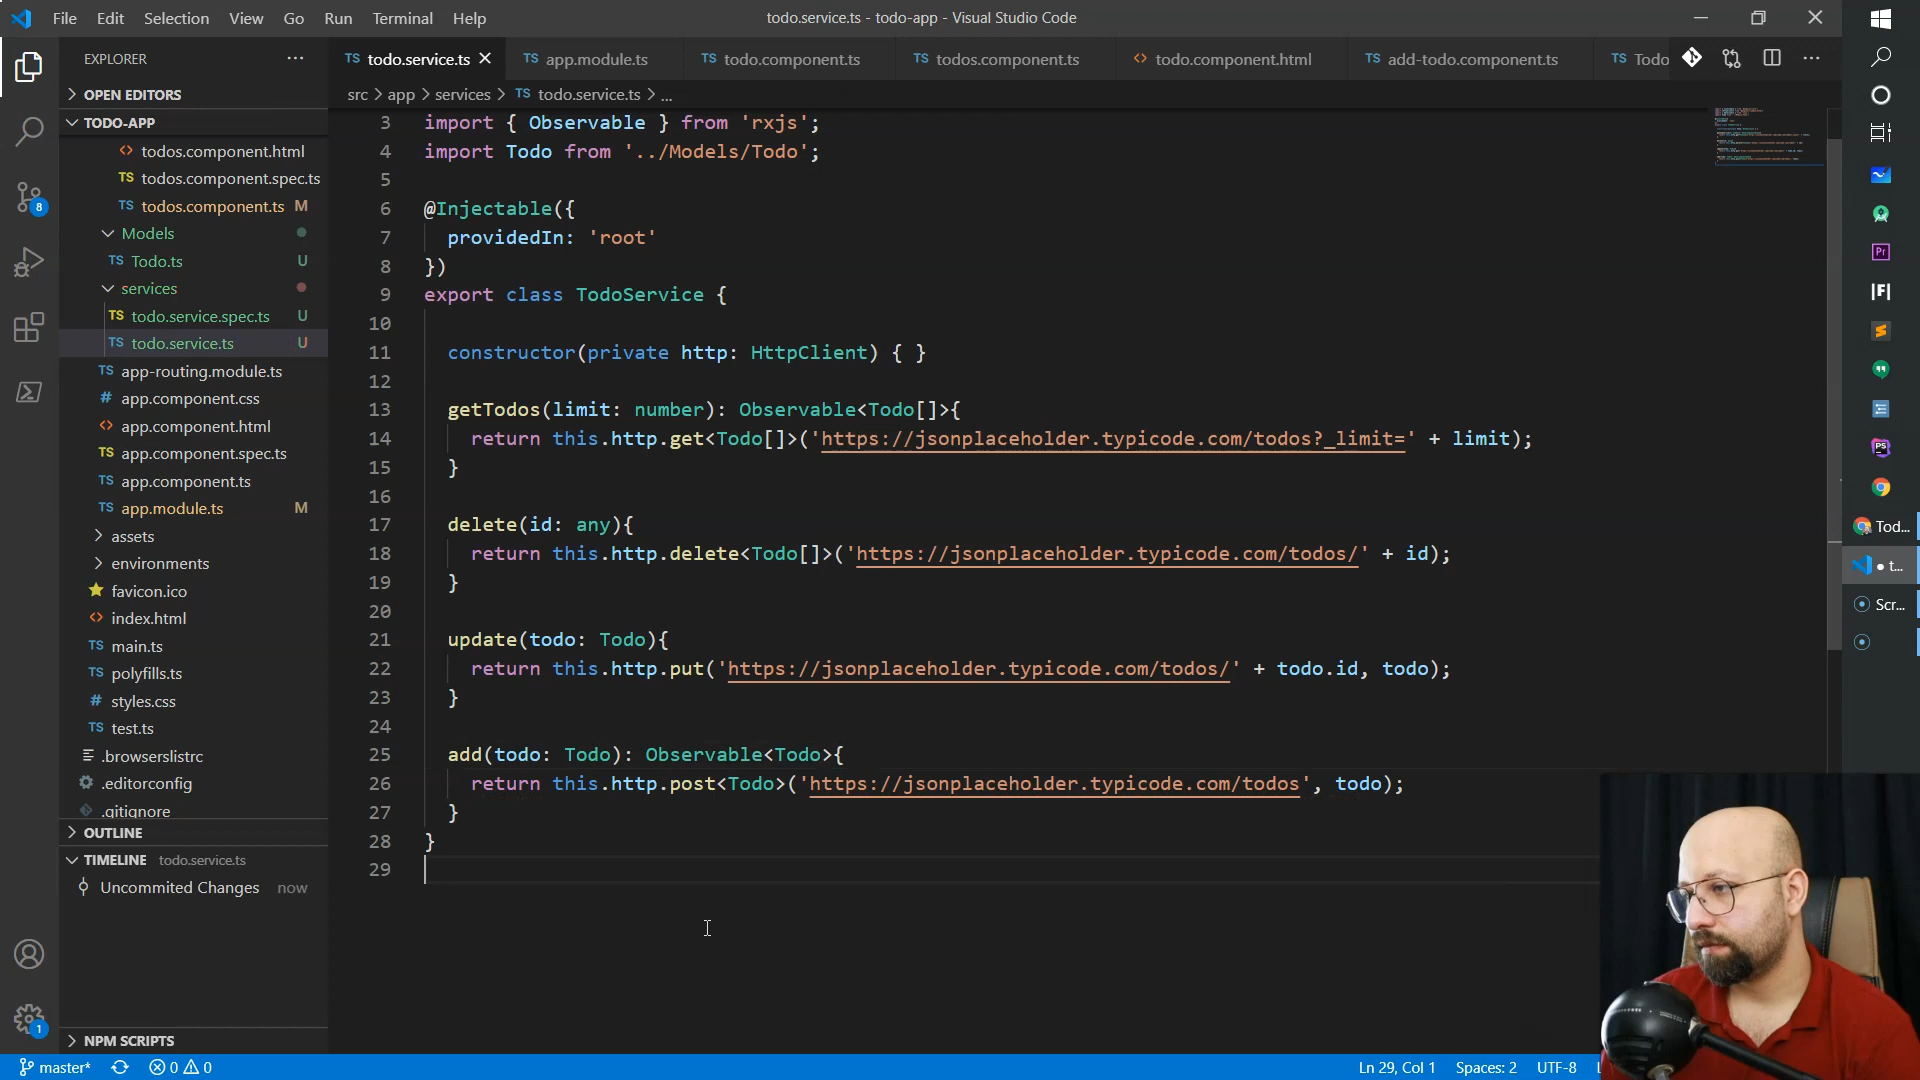 File Edit Selection View Go Run Terminal Help
todo.service.ts - todo-app - Visual Studio Code
EXPLORER
TS todo.service.ts
TS app.module.ts
TS todo.component.ts
TS todos.component.ts
<> todo.component.html
TS add-todo.component.ts
TS Todo
OPEN EDITORS
src > app > services > TS todo.service.ts > ...
TODO-APP
<> todos.component.html
TS todos.component.spec.ts
TS todos.component.ts M
Models
TS Todo.ts U
services
TS todo.service.spec.ts U
TS todo.service.ts U
TS app-routing.module.ts
# app.component.css
<> app.component.html
TS app.component.spec.ts
TS app.component.ts
TS app.module.ts M
assets
environments
favicon.ico
<> index.html
TS main.ts
TS polyfills.ts
# styles.css
TS test.ts
.browserslistrc
.editorconfig
.gitignore
OUTLINE
TIMELINE todo.service.ts
Uncommited Changes now
NPM SCRIPTS
3 import { Observable } from 'rxjs';
4 import Todo from '../Models/Todo';
5
6 @Injectable({
7 providedIn: 'root'
8 })
9 export class TodoService {
10
11 constructor(private http: HttpClient) { }
12
13 getTodos(limit: number): Observable<Todo[]>{
14 return this.http.get<Todo[]>('https://jsonplaceholder.typicode.com/todos?_limit=' + limit);
15 }
16
17 delete(id: any){
18 return this.http.delete<Todo[]>('https://jsonplaceholder.typicode.com/todos/' + id);
19 }
20
21 update(todo: Todo){
22 return this.http.put('https://jsonplaceholder.typicode.com/todos/' + todo.id, todo);
23 }
24
25 add(todo: Todo): Observable<Todo>{
26 return this.http.post<Todo>('https://jsonplaceholder.typicode.com/todos', todo);
27 }
28 }
29
8
1
master* 0 0
Ln 29, Col 1 Spaces: 2 UTF-8
Pr
|F|
PS
Tod...
t...
Scr...